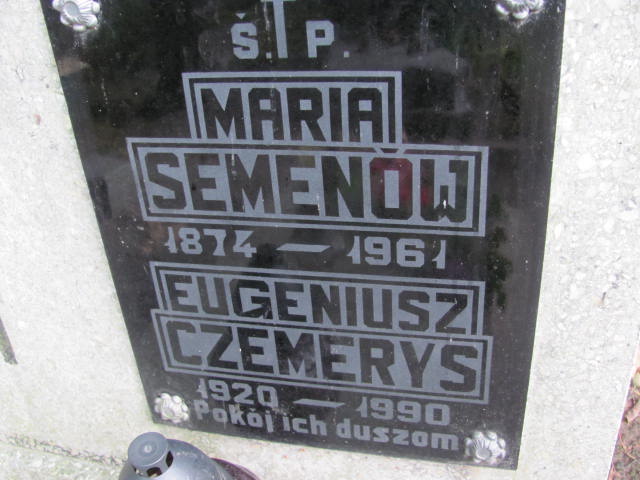 Ś.†P.
MARIA
SEMENÓW
1874 — 1961
EUGENIUSZ
CZEMERYS
1920 — 1990
Pokój ich duszom